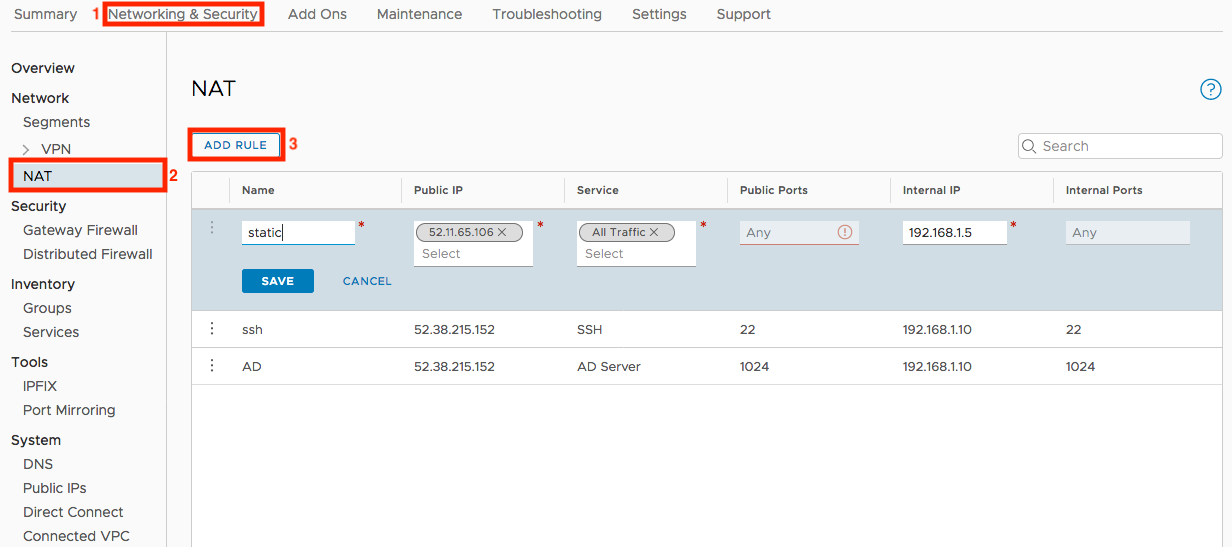 Summary 1 Networking & Security Add Ons Maintenance Troubleshooting Settings Support
Overview
Network
Segments
VPN
NAT 2
Security
Gateway Firewall
Distributed Firewall
Inventory
Groups
Services
Tools
IPFIX
Port Mirroring
System
DNS
Public IPs
Direct Connect
Connected VPC
NAT ?
ADD RULE 3 Search
Name Public IP Service Public Ports Internal IP Internal Ports
static * 52.11.65.106 × * All Traffic × * Any ! 192.168.1.5 * Any
Select Select
SAVE CANCEL
ssh 52.38.215.152 SSH 22 192.168.1.10 22
AD 52.38.215.152 AD Server 1024 192.168.1.10 1024